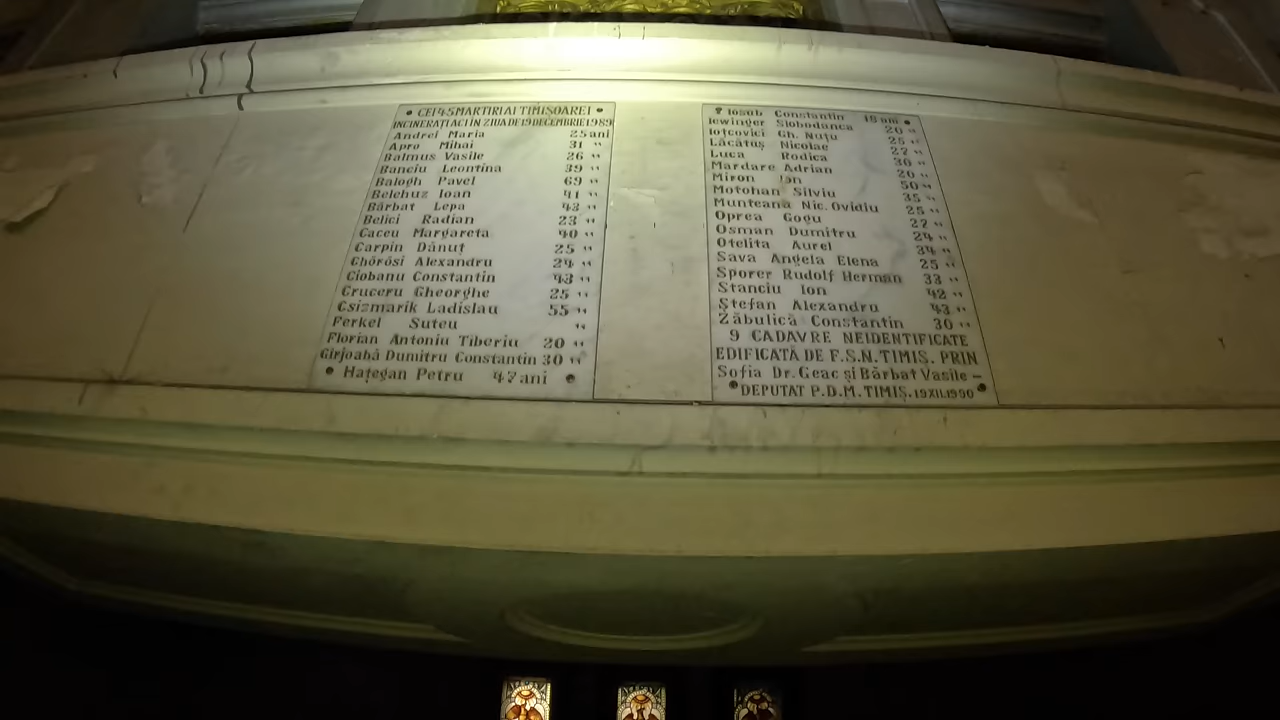 CEI 45 MARTIRI AI TIMIȘOAREI
INCINERAȚI ACI IN ZIUA DE 19 DECEMBRIE 1989
Andrei Maria 25 ani
Apro Mihai 31 "
Balmus Vasile 26 "
Banciu Leontina 39 "
Balogh Pavel 69 "
Belehuz Ioan 41 "
Bărbat Lepa 43 "
Belici Radian 23 "
Caceu Margareta 40 "
Carpin Dănuț 25 "
Chörösi Alexandru 24 "
Ciobanu Constantin 43 "
Cruceru Gheorghe 25 "
Csizmarik Ladislau 55 "
Ferkel Suteu "
Florian Antoniu Tiberiu 20 "
Gîrjoabă Dumitru Constantin 30 "
Hațegan Petru 47 ani
Iosub Constantin 18 ani
Iewinger Slobodanca 20 "
Ioțcovici Gh. Nuțu 25 "
Lăcătuș Nicolae 27 "
Luca Rodica 30 "
Mardare Adrian 20 "
Miron Ion 50 "
Motohan Silviu 35 "
Munteanu Nic. Ovidiu 25 "
Oprea Gogu 27 "
Osman Dumitru 24 "
Otelita Aurel 34 "
Sava Angela Elena 25 "
Sporer Rudolf Herman 33 "
Stanciu Ion 42 "
Ștefan Alexandru 43 "
Zăbulică Constantin 30 "
9 CADAVRE NEIDENTIFICATE
EDIFICATĂ DE F.S.N. TIMIȘ. PRIN
Sofia Dr. Geac și Bărbat Vasile –
DEPUTAT P.D.M. TIMIȘ. 19 XII. 1990